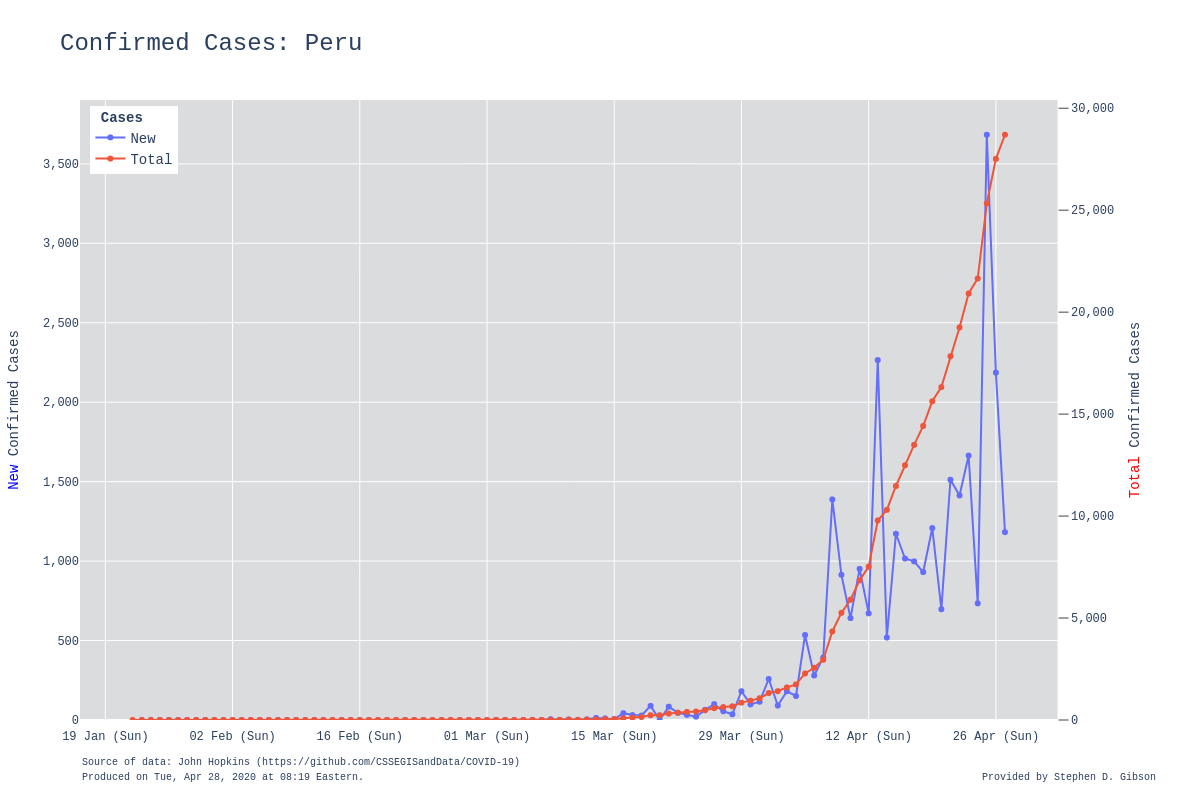 Confirmed Cases: Peru
Cases
New
Total
3,500
3,000
2,500
2,000
1,500
1,000
500
0
New Confirmed Cases
30,000
25,000
20,000
15,000
10,000
5,000
0
Total Confirmed Cases
19 Jan (Sun) 02 Feb (Sun) 16 Feb (Sun) 01 Mar (Sun) 15 Mar (Sun) 29 Mar (Sun) 12 Apr (Sun) 26 Apr (Sun)
Source of data: John Hopkins (https://github.com/CSSEGISandData/COVID-19)
Produced on Tue, Apr 28, 2020 at 08:19 Eastern.
Provided by Stephen D. Gibson